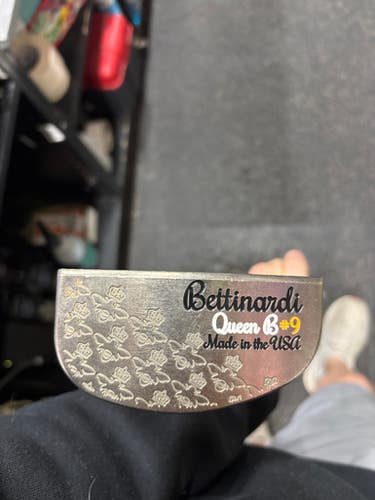 Bettinardi
Queen B#9
Made in the USA